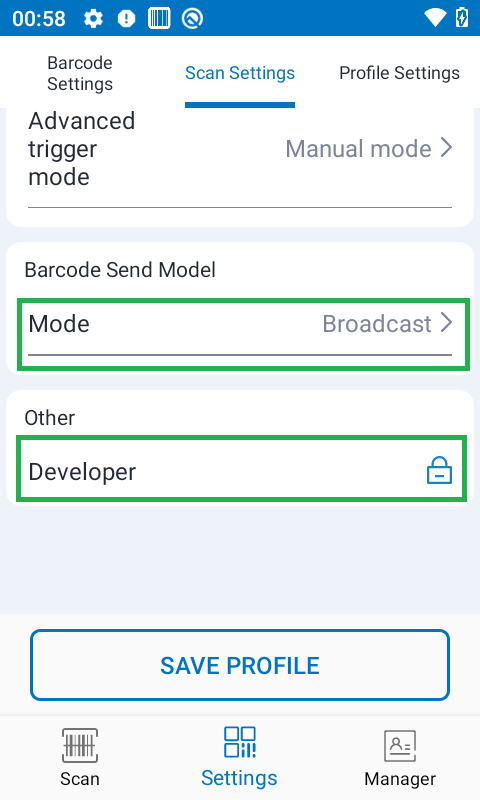 00:58
Barcode
Settings
Scan Settings
Profile Settings
Advanced
trigger
mode
Manual mode
Barcode Send Model
Mode
Broadcast
Other
Developer
SAVE PROFILE
Scan
Settings
Manager